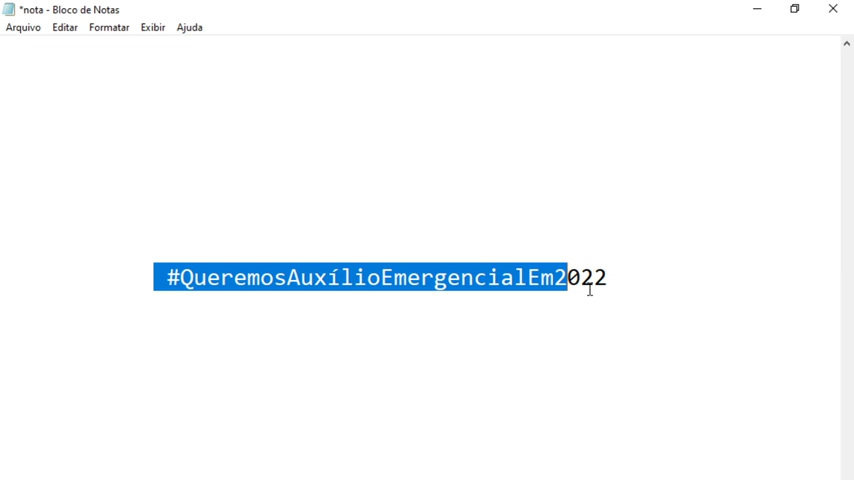 *nota - Bloco de Notas
Arquivo Editar Formatar Exibir Ajuda
#QueremosAuxílioEmergencialEm2022